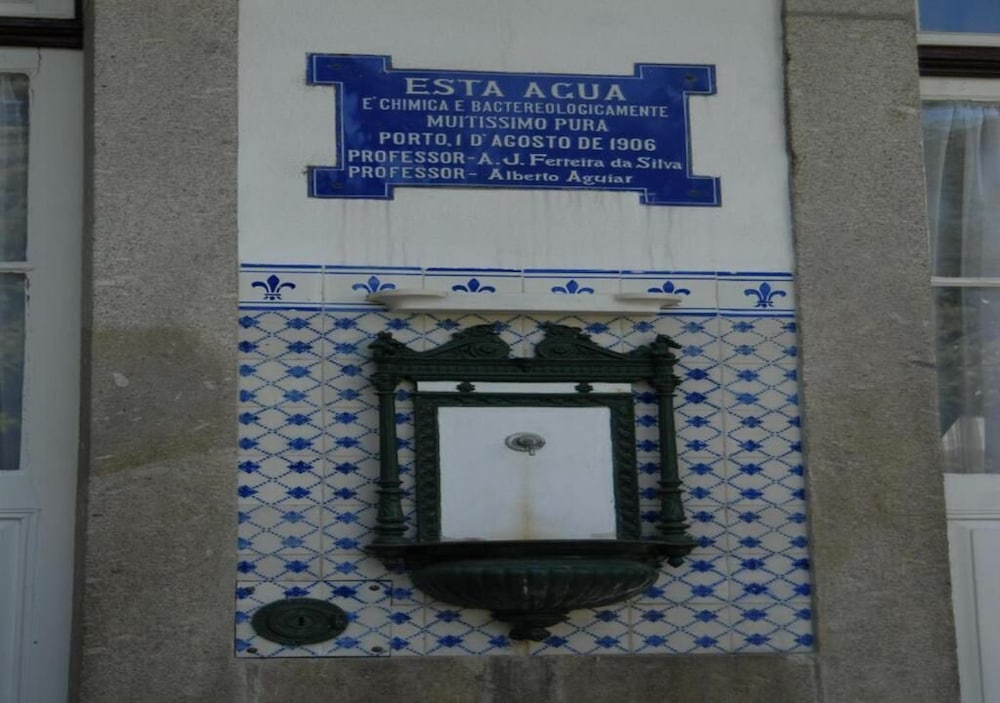 ESTA AGUA
E' CHIMICA E BACTEREOLOGICAMENTE
MUITISSIMO PURA
PORTO, 1 D'AGOSTO DE 1906
PROFESSOR - A. J. Ferreira da Silva
PROFESSOR - Alberto Aguiar